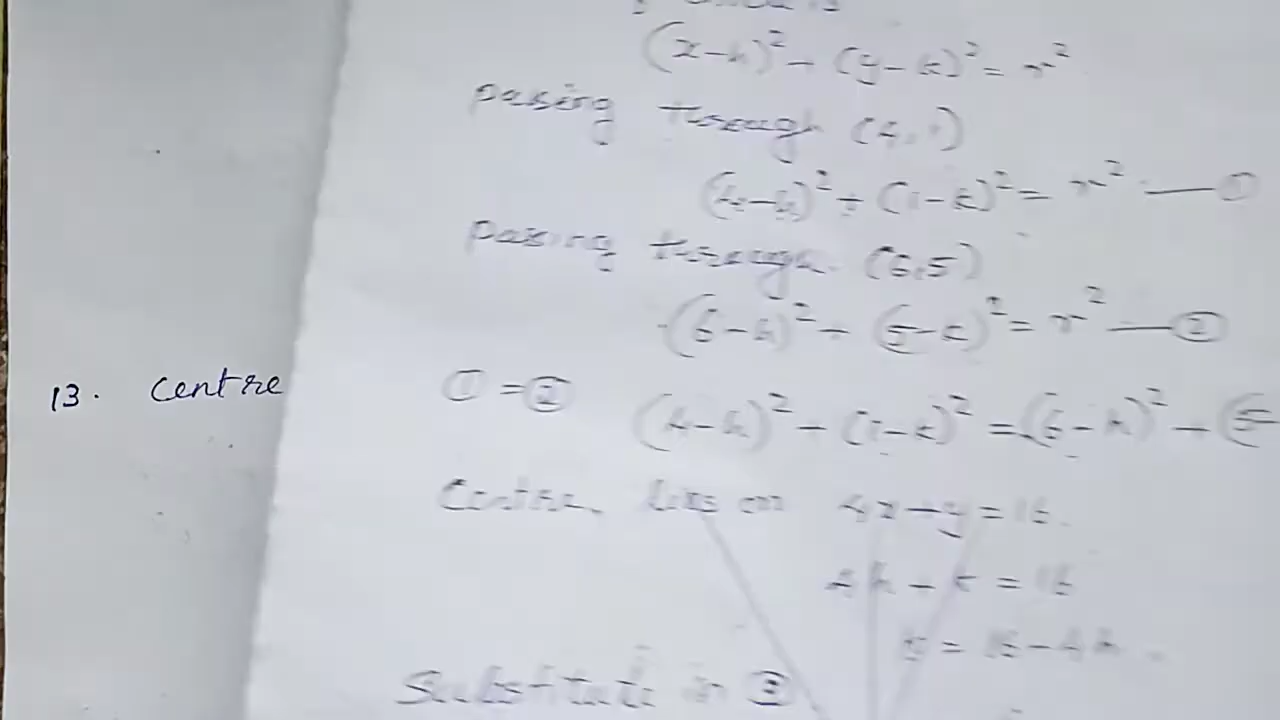 (x-h)² + (y-k)² = r²
passing through (4,1)
(4-h)² + (1-k)² = r² — ①
passing through (6,5)
(6-h)² + (5-k)² = r² — ②
13. Centre
① = ② (4-h)² + (1-k)² = (6-h)² + (5-
Centre lies on 4x+y=16.
4h + k = 16
k = 16-4h.
Substitute in ③